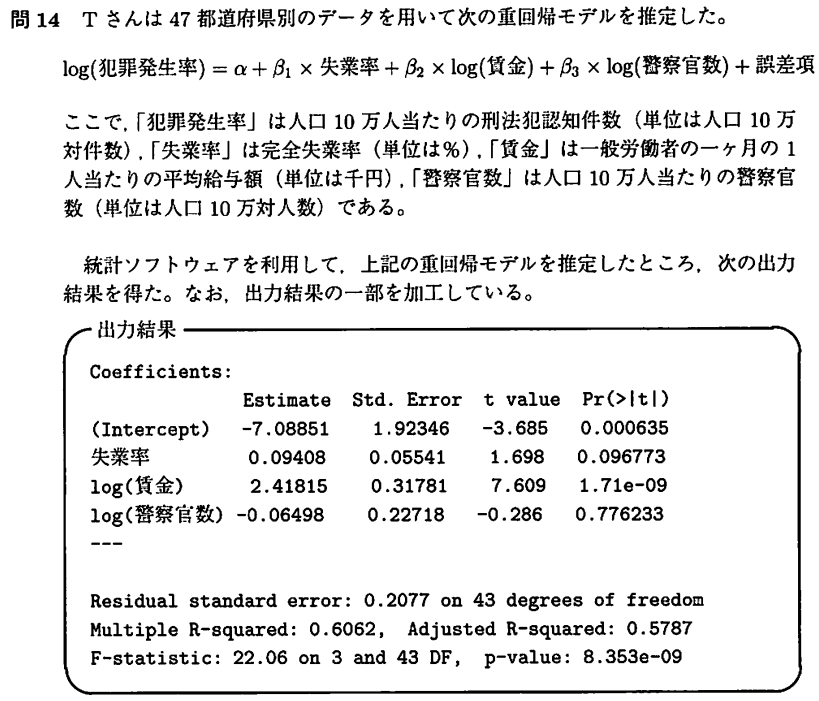 問 14 T さんは 47 都道府県別のデータを用いて次の重回帰モデルを推定した。
log(犯罪発生率) = α + β₁ × 失業率 + β₂ × log(賃金) + β₃ × log(警察官数) + 誤差項
ここで,「犯罪発生率」は人口 10 万人当たりの刑法犯認知件数(単位は人口 10 万
対件数),「失業率」は完全失業率(単位は%),「賃金」は一般労働者の一ヶ月の 1
人当たりの平均給与額(単位は千円),「警察官数」は人口 10 万人当たりの警察官
数(単位は人口 10 万対人数)である。
統計ソフトウェアを利用して,上記の重回帰モデルを推定したところ,次の出力
結果を得た。なお,出力結果の一部を加工している。
出力結果
Coefficients:
Estimate Std. Error t value Pr(>|t|)
(Intercept) -7.08851 1.92346 -3.685 0.000635
失業率 0.09408 0.05541 1.698 0.096773
log(賃金) 2.41815 0.31781 7.609 1.71e-09
log(警察官数) -0.06498 0.22718 -0.286 0.776233
---
Residual standard error: 0.2077 on 43 degrees of freedom
Multiple R-squared: 0.6062, Adjusted R-squared: 0.5787
F-statistic: 22.06 on 3 and 43 DF, p-value: 8.353e-09